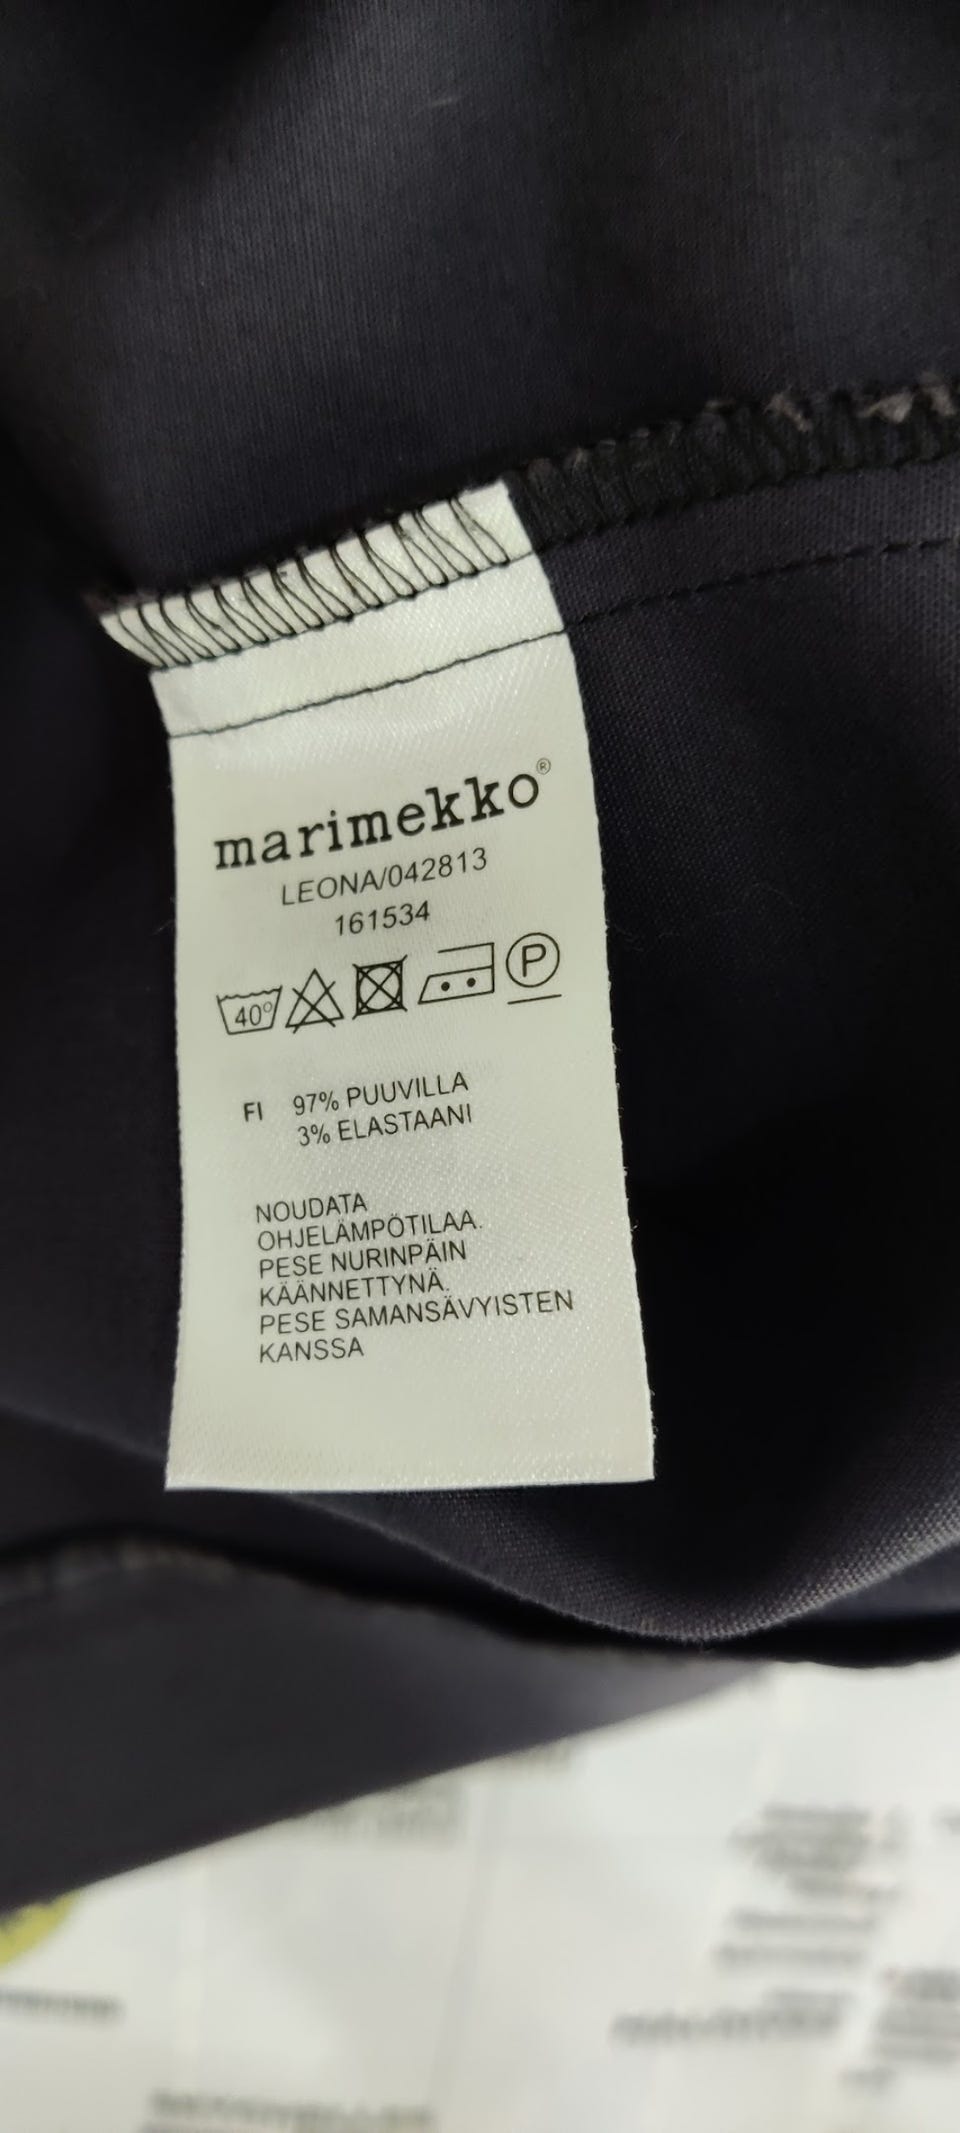 marimekko®
LEONA/042813
161534
40°
P
FI 97% PUUVILLA
3% ELASTAANI
NOUDATA
OHJELÄMPÖTILAA.
PESE NURINPÄIN
KÄÄNNETTYNÄ.
PESE SAMANSÄVYISTEN
KANSSA